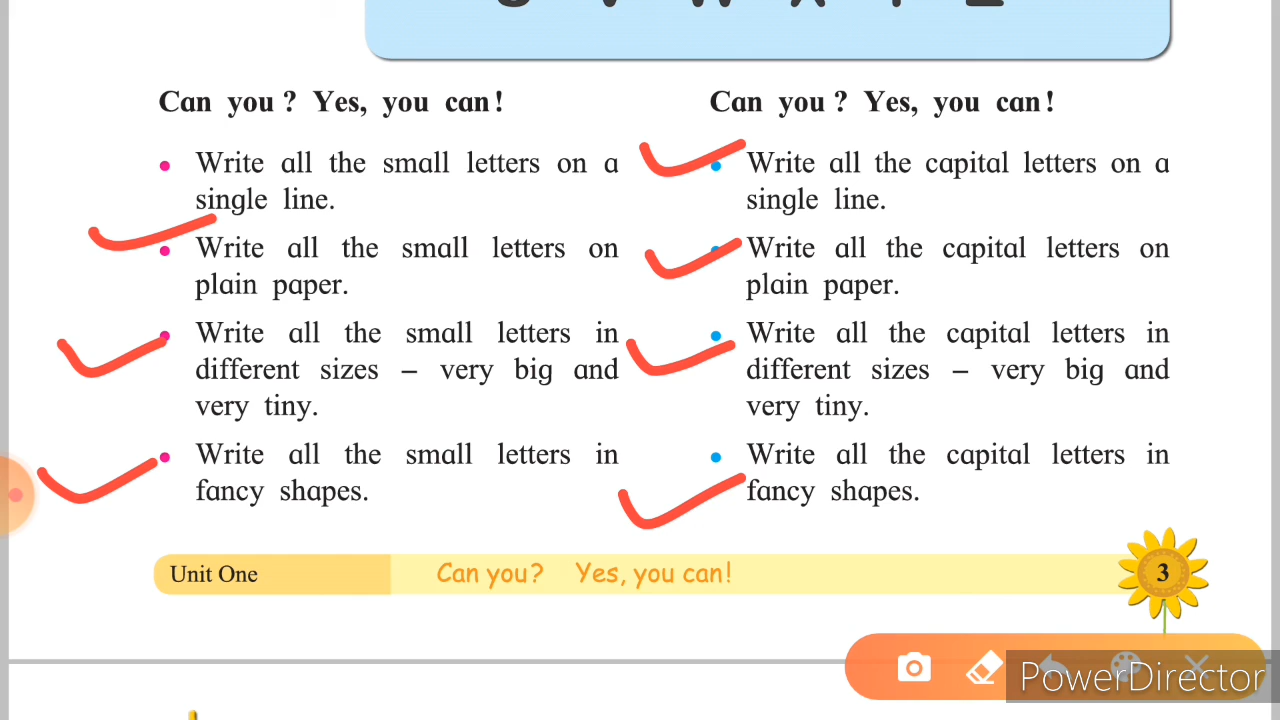 Can you ? Yes, you can !
• Write all the small letters on a
single line.
• Write all the small letters on
plain paper.
• Write all the small letters in
different sizes – very big and
very tiny.
• Write all the small letters in
fancy shapes.
Can you ? Yes, you can !
• Write all the capital letters on a
single line.
• Write all the capital letters on
plain paper.
• Write all the capital letters in
different sizes – very big and
very tiny.
• Write all the capital letters in
fancy shapes.
Unit One
Can you? Yes, you can!
3
PowerDirector